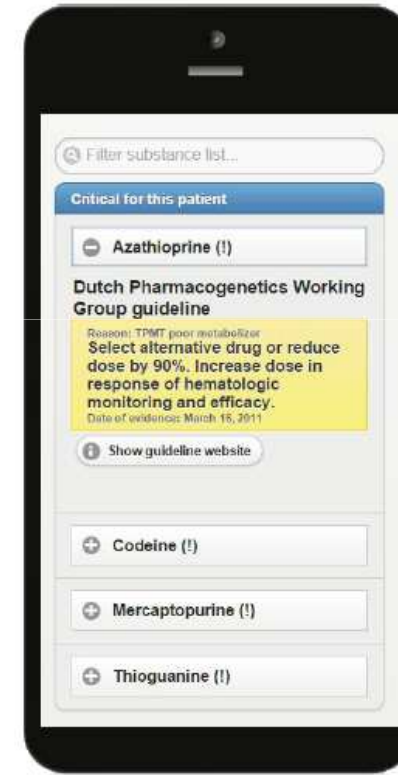 Filter substance list...
Critical for this patient
Azathioprine (!)
Dutch Pharmacogenetics Working
Group guideline
Reason: TPMT poor metabolizer
Select alternative drug or reduce
dose by 90%. Increase dose in
response of hematologic
monitoring and efficacy.
Date of evidence: March 16, 2011
Show guideline website
Codeine (!)
Mercaptopurine (!)
Thioguanine (!)